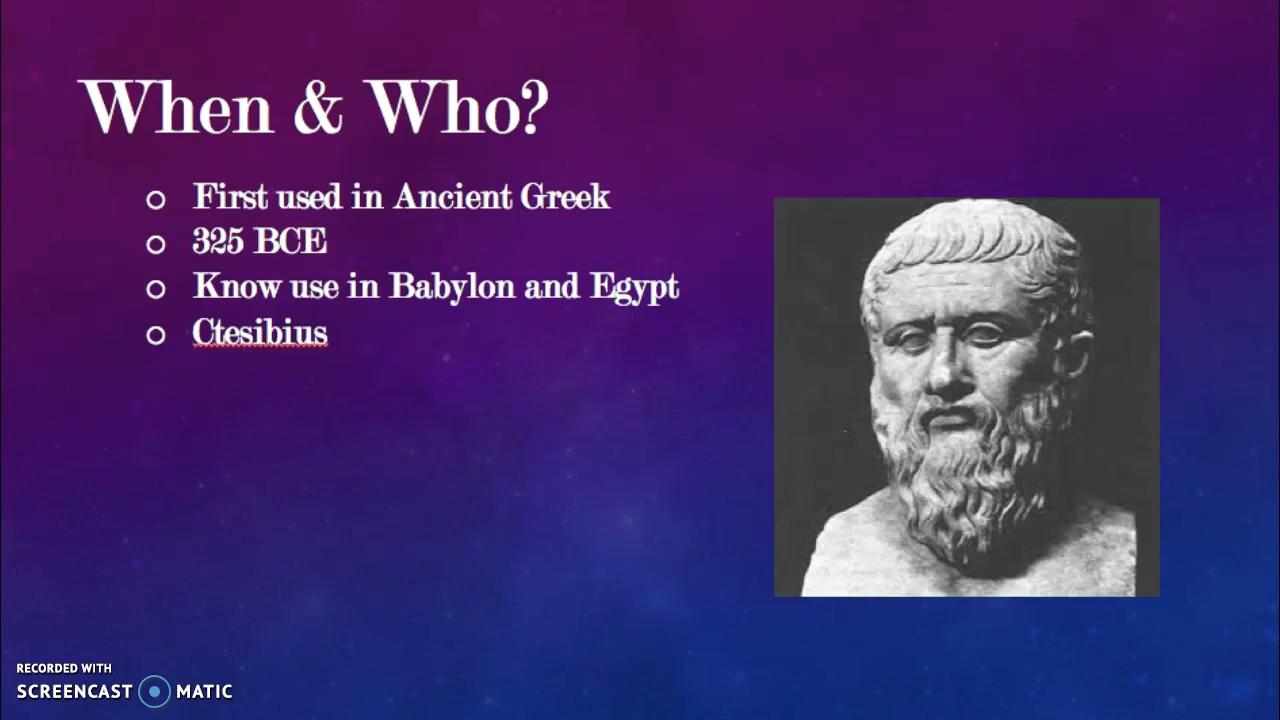 When & Who?
First used in Ancient Greek
325 BCE
Know use in Babylon and Egypt
Ctesibius
RECORDED WITH
SCREENCAST MATIC